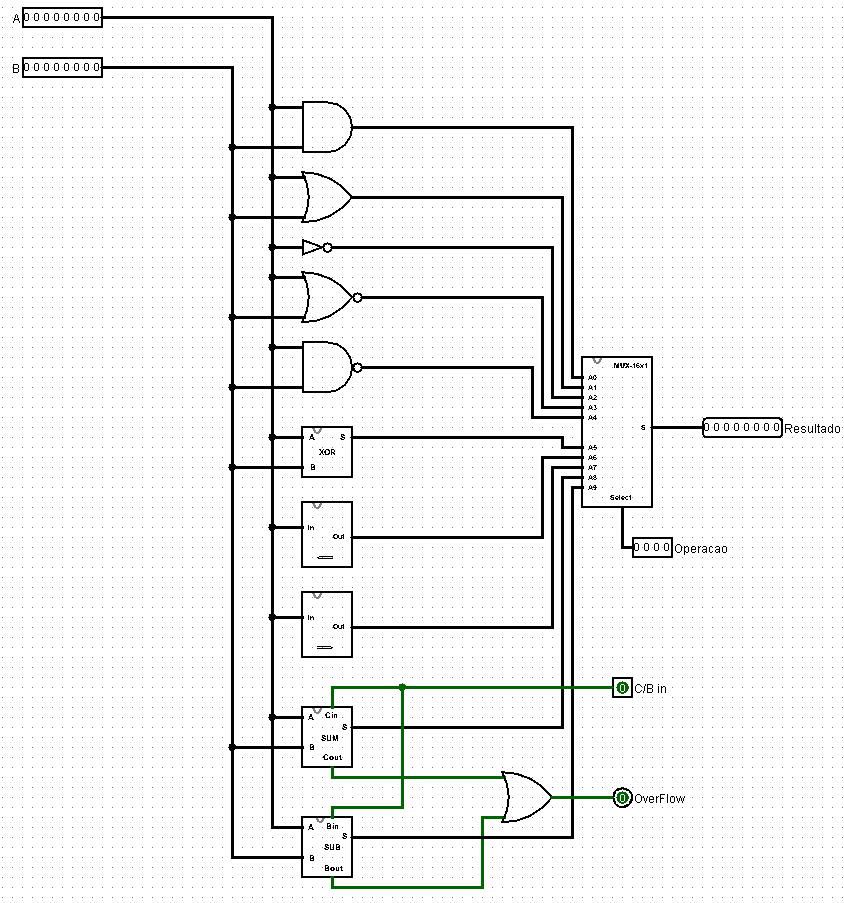 A 00000000
B 00000000
MUX-16x1
A0
A1
A2
A3
A4
A5
A6
A7
A8
A9
S
Select
00000000 Resultado
0000 Operacao
A S
XOR
B
In
Out
In
Out
0 C/B in
Cin
A
S
SUM
B
Cout
0 OverFlow
Bin
A
S
SUB
B
Bout